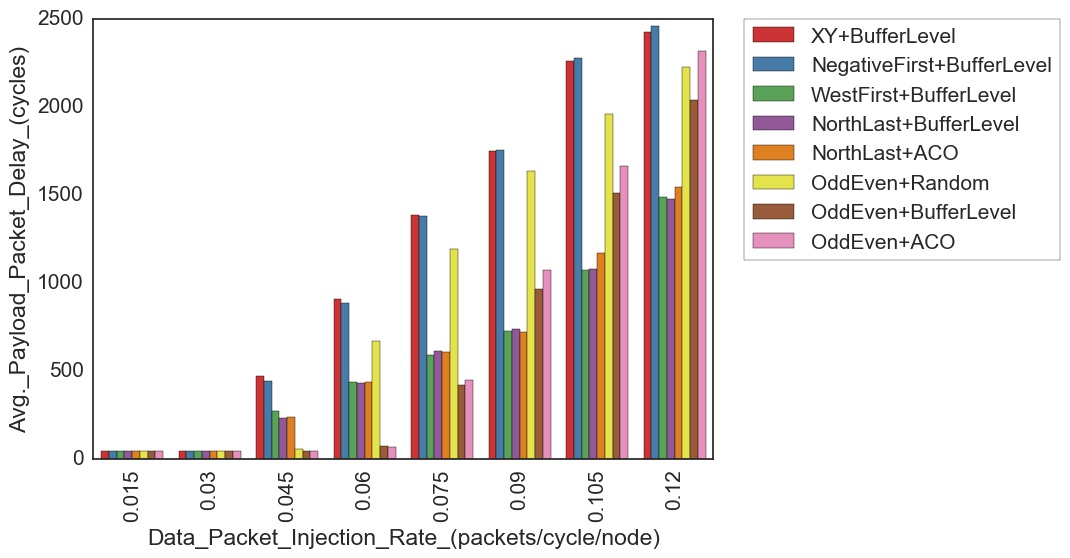 Avg._Payload_Packet_Delay_(cycles)
2500
2000
1500
1000
500
0
0.015
0.03
0.045
0.06
0.075
0.09
0.105
0.12
Data_Packet_Injection_Rate_(packets/cycle/node)
XY+BufferLevel
NegativeFirst+BufferLevel
WestFirst+BufferLevel
NorthLast+BufferLevel
NorthLast+ACO
OddEven+Random
OddEven+BufferLevel
OddEven+ACO